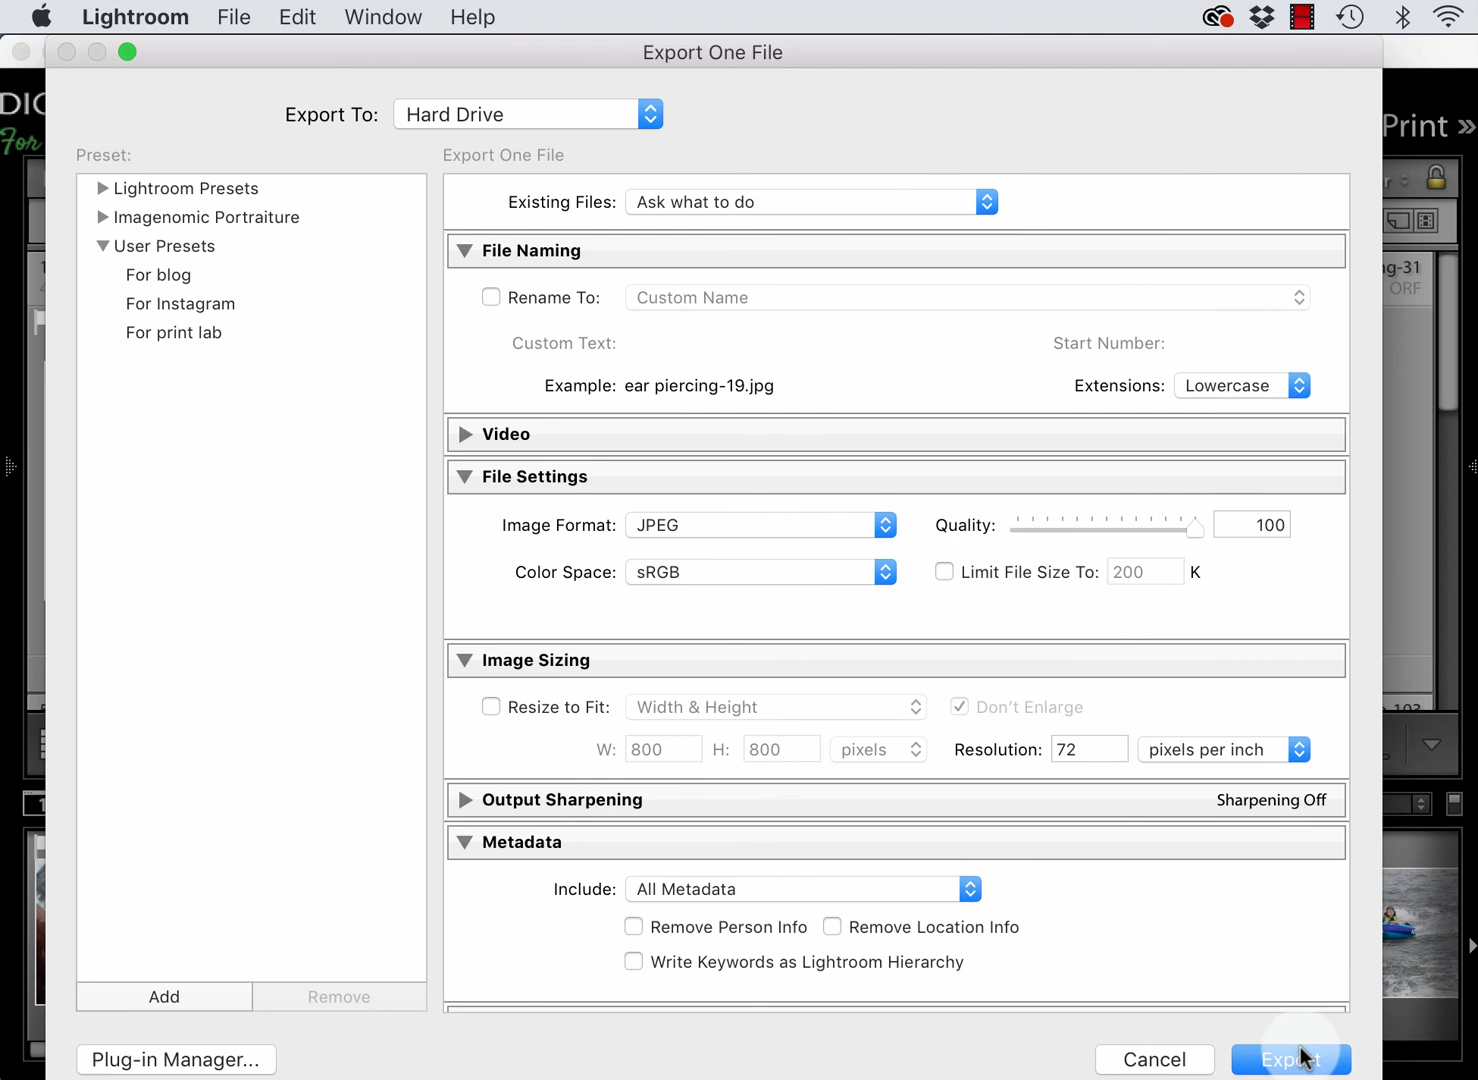 Lightroom File Edit Window Help
Export One File
DIG
For
Print »
Export To: Hard Drive
Preset:
Export One File
Lightroom Presets
Imagenomic Portraiture
User Presets
For blog
For Instagram
For print lab
Add Remove
Existing Files: Ask what to do
File Naming
Rename To: Custom Name
Custom Text: Start Number:
Example: ear piercing-19.jpg Extensions: Lowercase
Video
File Settings
Image Format: JPEG Quality: 100
Color Space: sRGB Limit File Size To: 200 K
Image Sizing
Resize to Fit: Width & Height Don't Enlarge
W: 800 H: 800 pixels Resolution: 72 pixels per inch
Output Sharpening Sharpening Off
Metadata
Include: All Metadata
Remove Person Info Remove Location Info
Write Keywords as Lightroom Hierarchy
ng-31
ORF
Plug-in Manager... Cancel Export